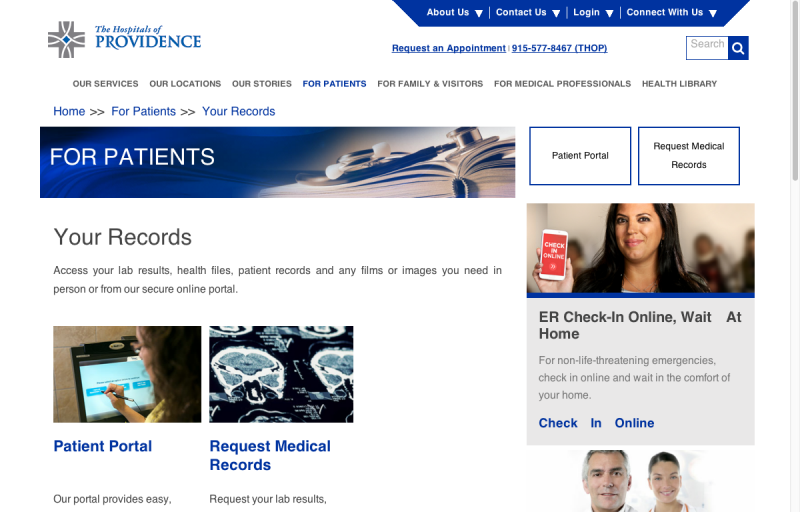 About Us
Contact Us
Login
Connect With Us
The Hospitals of
PROVIDENCE
Request an Appointment | 915-577-8467 (THOP)
Search
OUR SERVICES OUR LOCATIONS OUR STORIES FOR PATIENTS FOR FAMILY & VISITORS FOR MEDICAL PROFESSIONALS HEALTH LIBRARY
Home >> For Patients >> Your Records
FOR PATIENTS
Patient Portal
Request Medical
Records
Your Records
Access your lab results, health files, patient records and any films or images you need in
person or from our secure online portal.
CHECK
IN
ONLINE
ER Check-In Online, Wait At
Home
For non-life-threatening emergencies,
check in online and wait in the comfort of
your home.
Check In Online
Patient Portal
Request Medical
Records
Our portal provides easy,
Request your lab results,